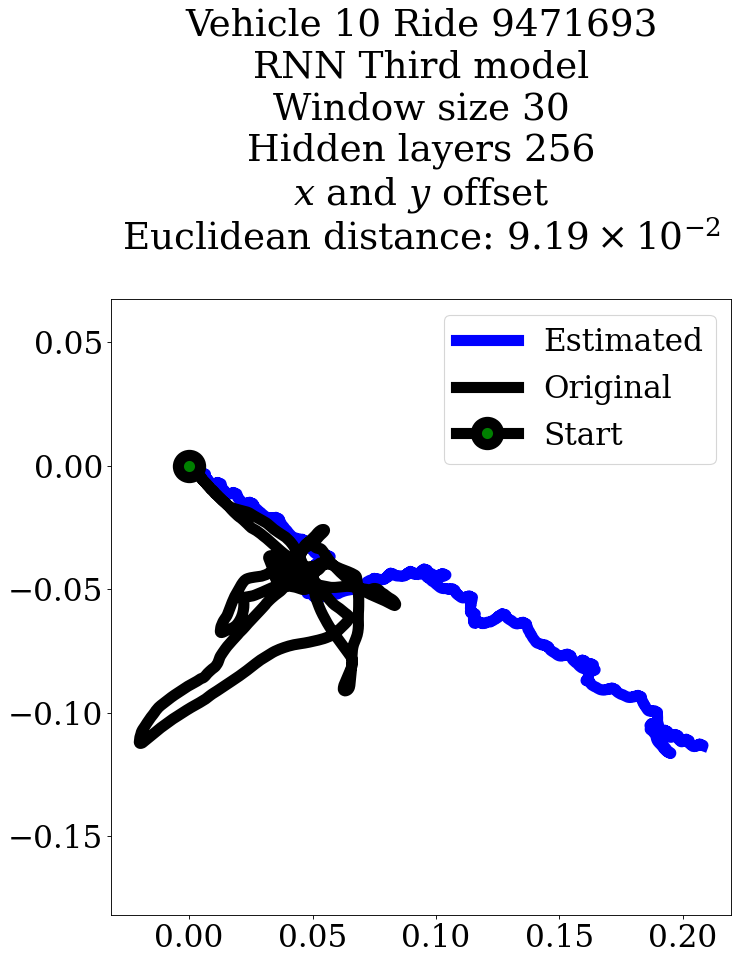 Vehicle 10 Ride 9471693
RNN Third model
Window size 30
Hidden layers 256
x and y offset
Euclidean distance: 9.19 × 10⁻²
Estimated
Original
Start
0.05
0.00
−0.05
−0.10
−0.15
0.00 0.05 0.10 0.15 0.20